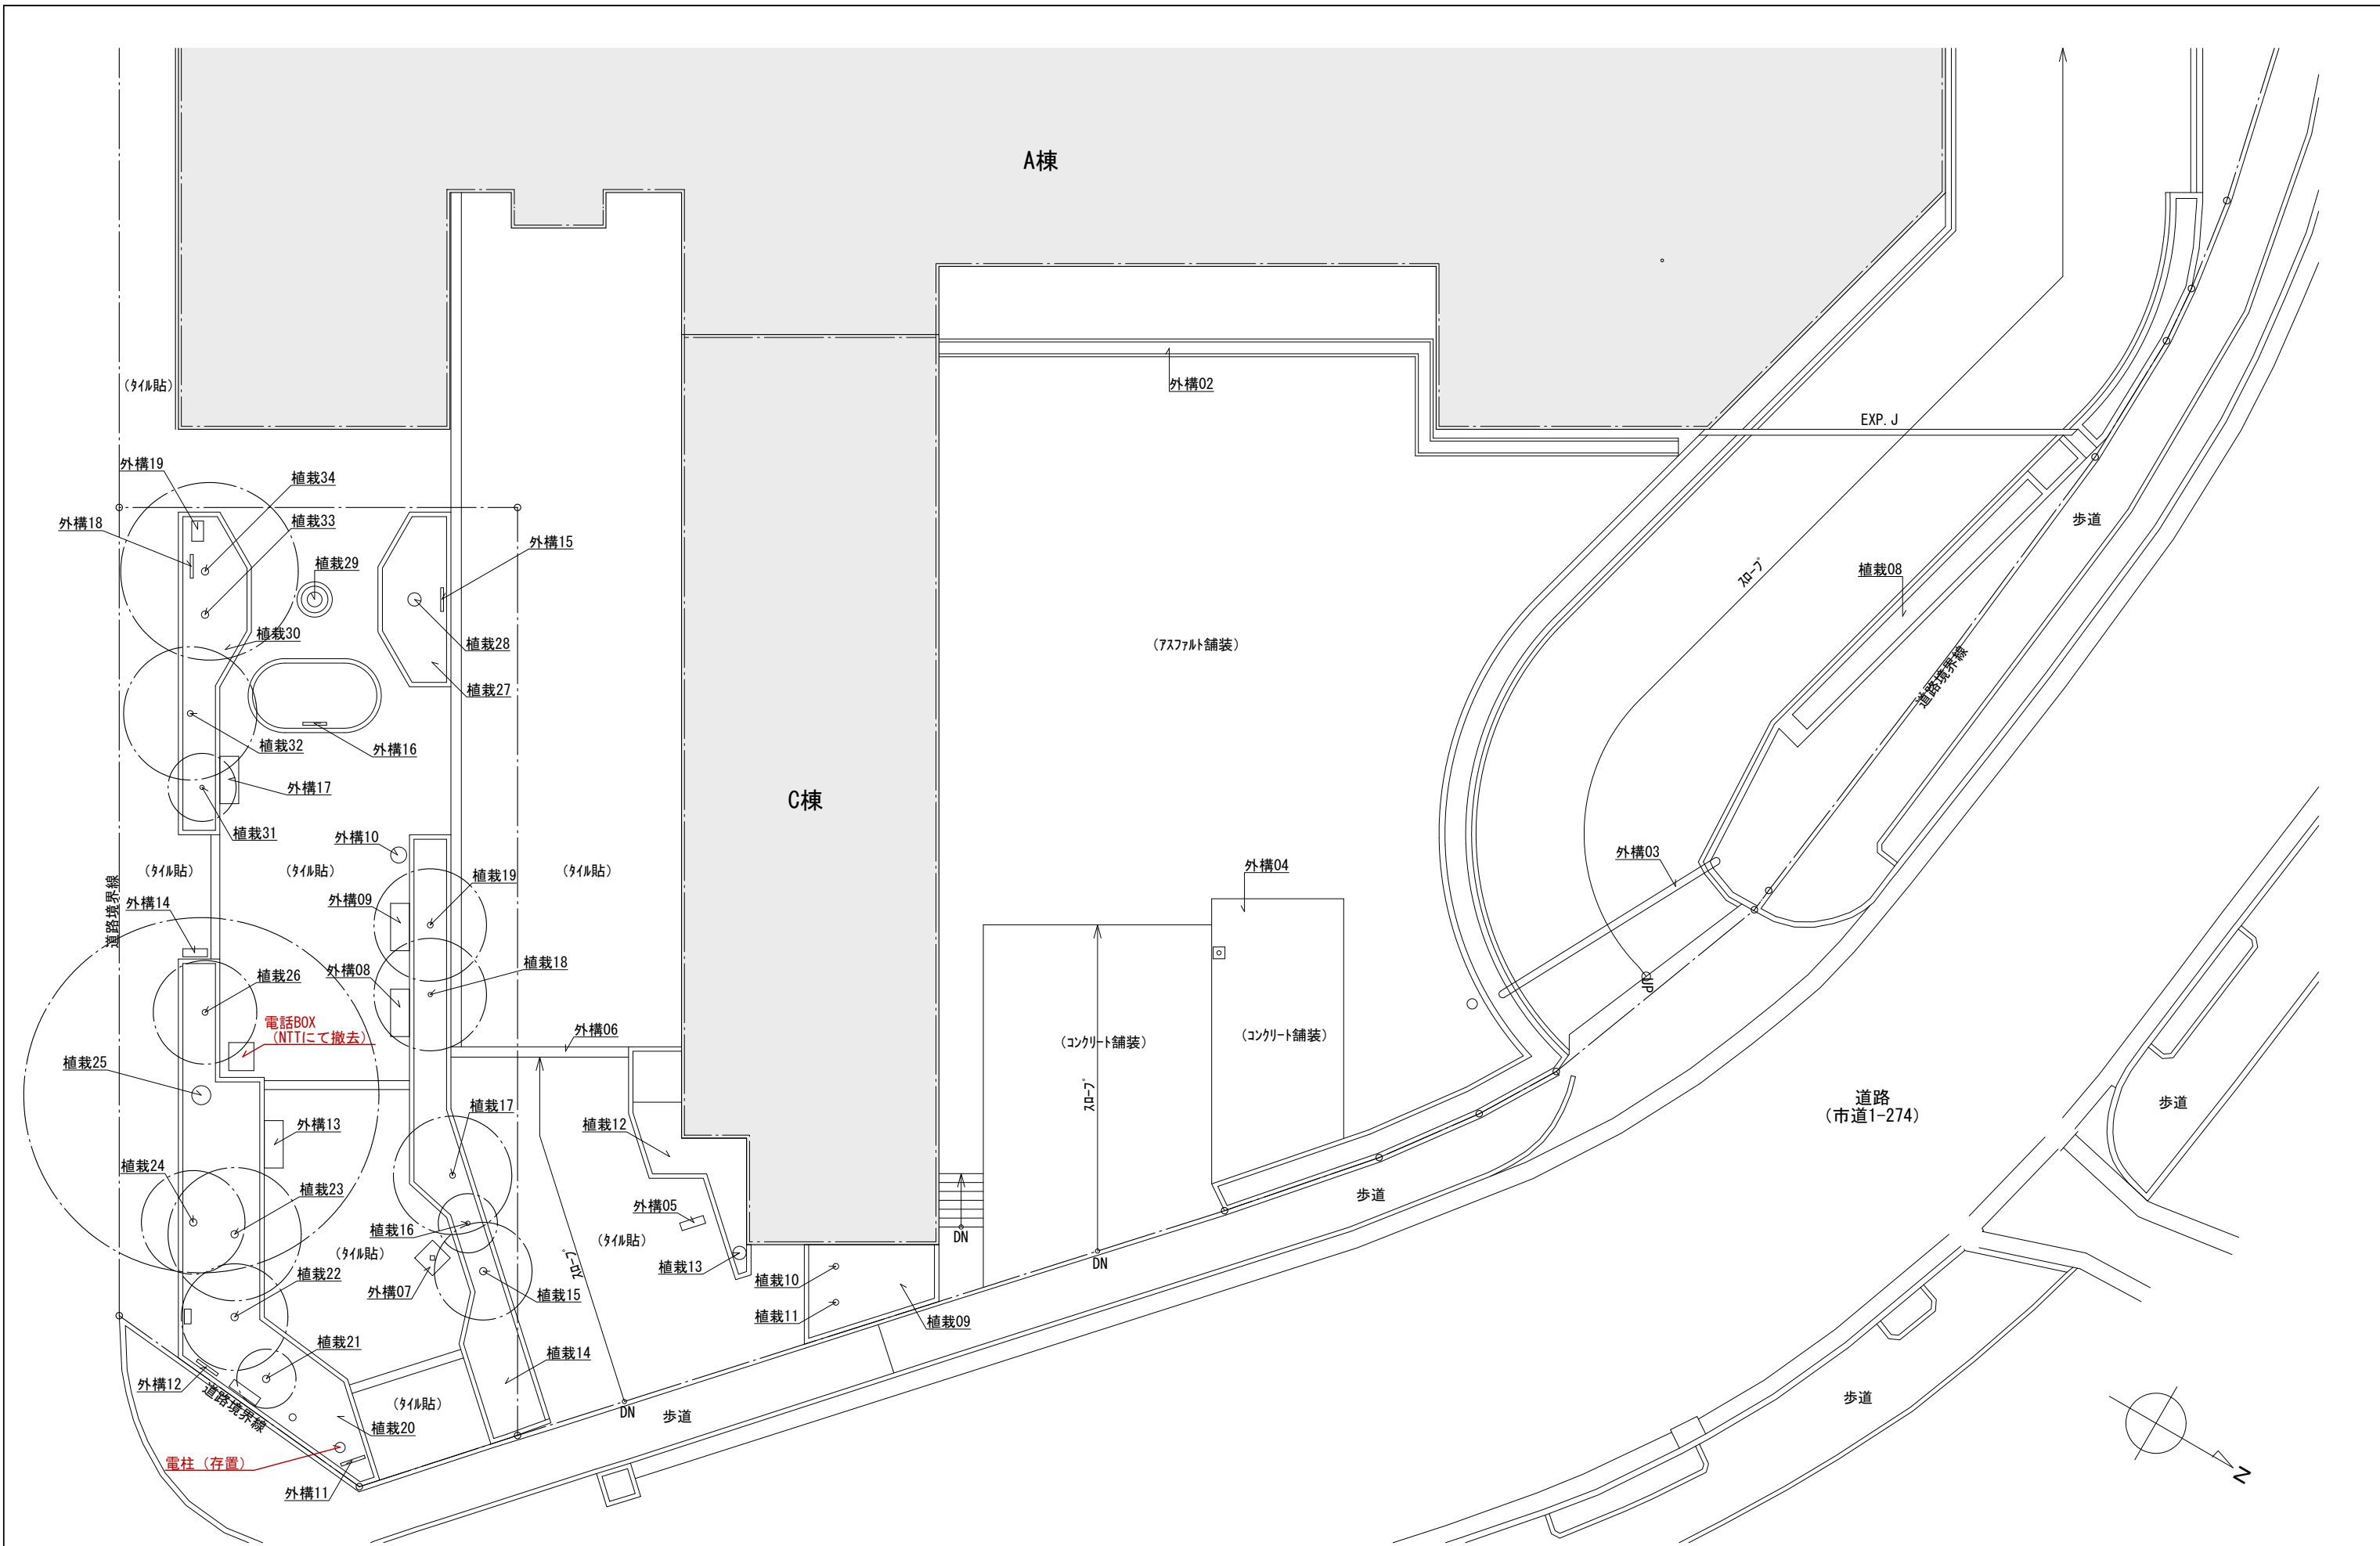 A棟
(ﾀｲﾙ貼)
外構02
EXP.J
外構19
植栽34
外構18
植栽33
外構15
植栽29
歩道
ｽﾛｰﾌﾟ
植栽08
植栽30
植栽28
(ｱｽﾌｧﾙﾄ舗装)
道路境界線
植栽27
植栽32
外構16
外構17
C棟
植栽31
外構10
外構03
(ﾀｲﾙ貼)
(ﾀｲﾙ貼)
植栽19
(ﾀｲﾙ貼)
外構04
道路境界線
外構14
外構09
植栽26
外構08
植栽18
UP
電話BOX
(NTTにて撤去)
外構06
(ｺﾝｸﾘｰﾄ舗装)
(ｺﾝｸﾘｰﾄ舗装)
植栽25
植栽17
ｽﾛｰﾌﾟ
道路
(市道1-274)
歩道
外構13
植栽12
植栽24
植栽23
外構05
歩道
植栽16
(ﾀｲﾙ貼)
(ﾀｲﾙ貼)
DN
植栽22
外構07
ｽﾛｰﾌﾟ
植栽13
植栽10
DN
植栽15
植栽11
植栽09
植栽21
植栽14
外構12
道路境界線
(ﾀｲﾙ貼)
DN
歩道
歩道
植栽20
電柱 (存置)
外構11
N